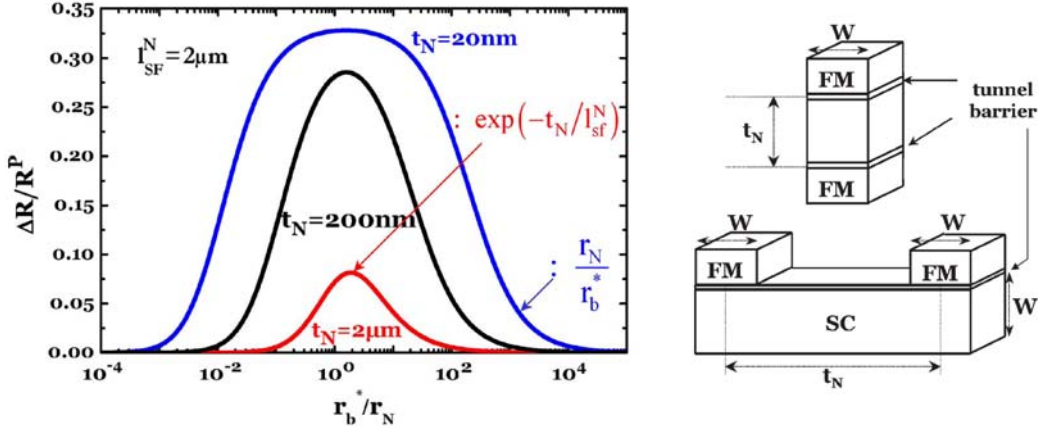 0.35
0.30
0.25
0.20
0.15
0.10
0.05
0.00
ΔR/R^P
l_SF^N=2μm
t_N=20nm
: exp(−t_N/l_sf^N)
t_N=200nm
: r_N/r_b^*
t_N=2μm
10^-4 10^-2 10^0 10^2 10^4
r_b^*/r_N
W
FM
tunnel
barrier
t_N
FM
W W
FM FM
SC W
t_N